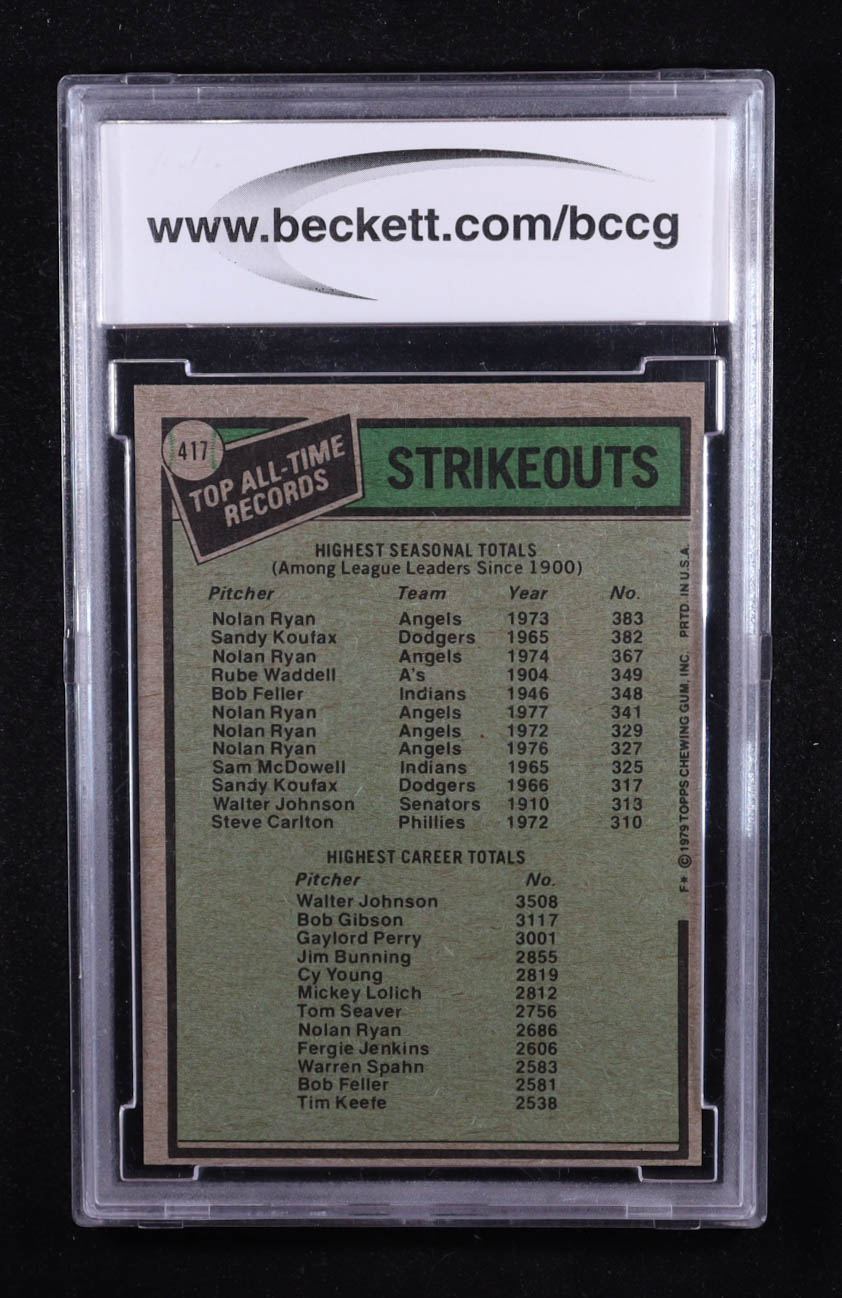 www.beckett.com/bccg
417
TOP ALL-TIME
RECORDS
STRIKEOUTS
HIGHEST SEASONAL TOTALS
(Among League Leaders Since 1900)
Pitcher Team Year No.
Nolan Ryan Angels 1973 383
Sandy Koufax Dodgers 1965 382
Nolan Ryan Angels 1974 367
Rube Waddell A's 1904 349
Bob Feller Indians 1946 348
Nolan Ryan Angels 1977 341
Nolan Ryan Angels 1972 329
Nolan Ryan Angels 1976 327
Sam McDowell Indians 1965 325
Sandy Koufax Dodgers 1966 317
Walter Johnson Senators 1910 313
Steve Carlton Phillies 1972 310
HIGHEST CAREER TOTALS
Pitcher No.
Walter Johnson 3508
Bob Gibson 3117
Gaylord Perry 3001
Jim Bunning 2855
Cy Young 2819
Mickey Lolich 2812
Tom Seaver 2756
Nolan Ryan 2686
Fergie Jenkins 2606
Warren Spahn 2583
Bob Feller 2581
Tim Keefe 2538
F* © 1979 TOPPS CHEWING GUM, INC. PRTD. IN U.S.A.